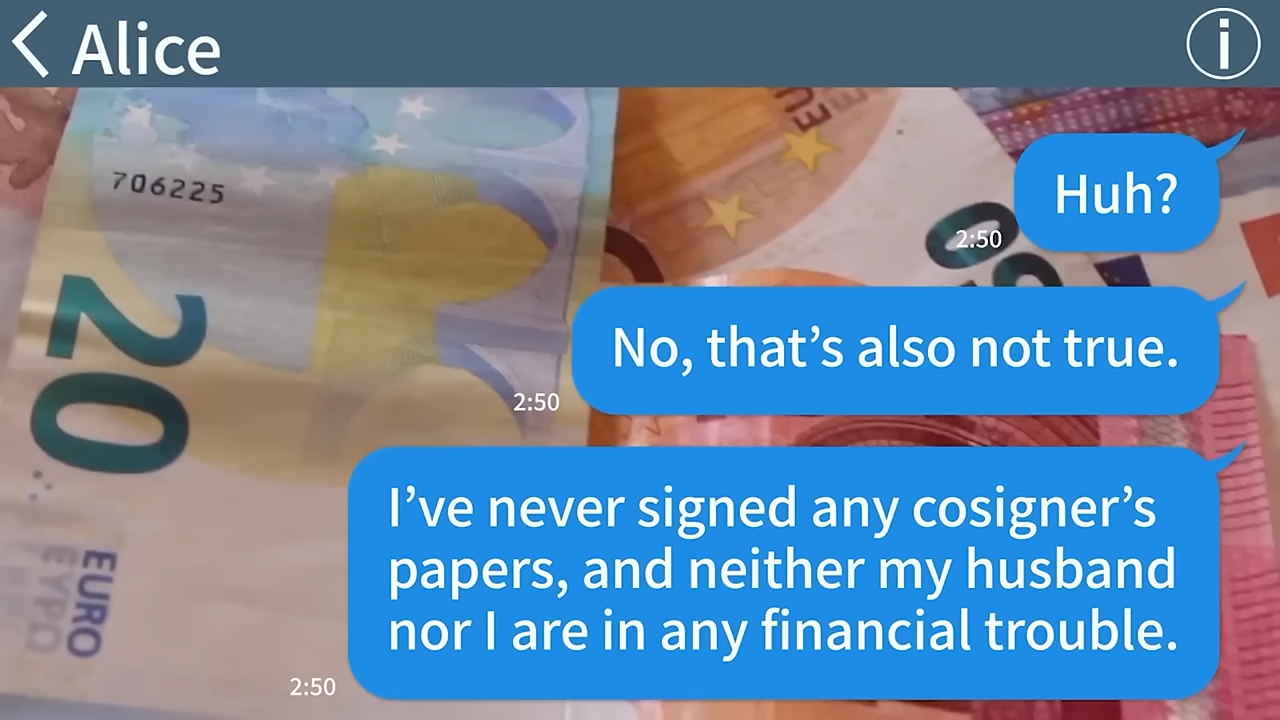 Alice
i
706225
20
EURO
ΕΥΡΩ
Huh?
2:50
No, that’s also not true.
2:50
I’ve never signed any cosigner’s
papers, and neither my husband
nor I are in any financial trouble.
2:50